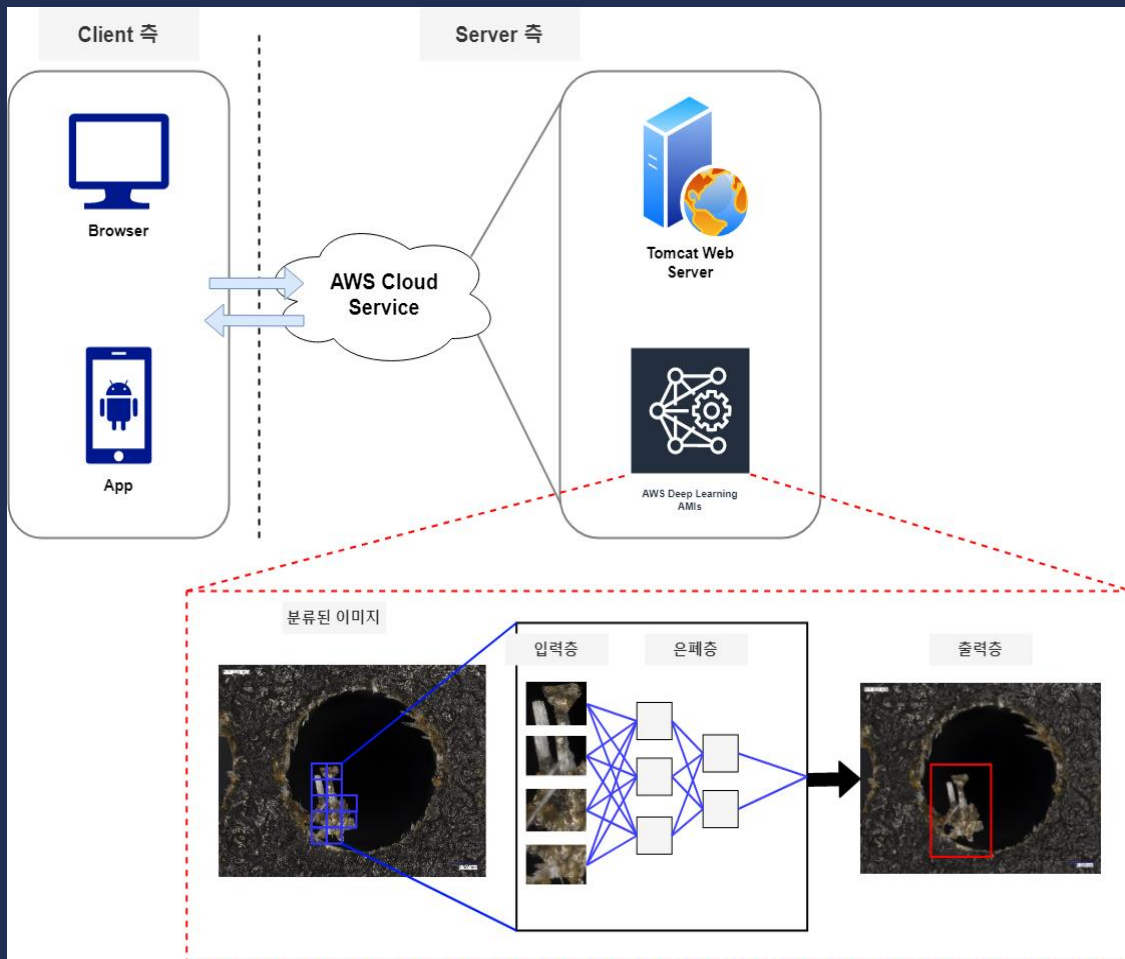 Client 측
Server 측
Browser
App
AWS Cloud
Service
Tomcat Web
Server
AWS Deep Learning
AMIs
분류된 이미지
입력층
은폐층
출력층